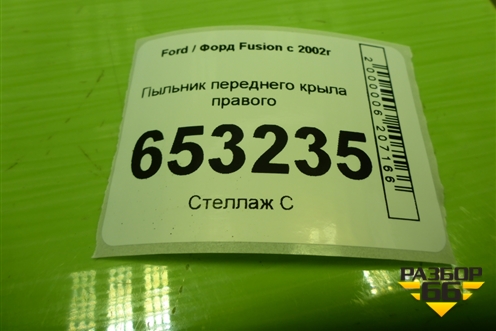 Ford / Форд Fusion с 2002г
Пыльник переднего крыла
правого
653235
Стеллаж С
2000006207166
РАЗБОР
66